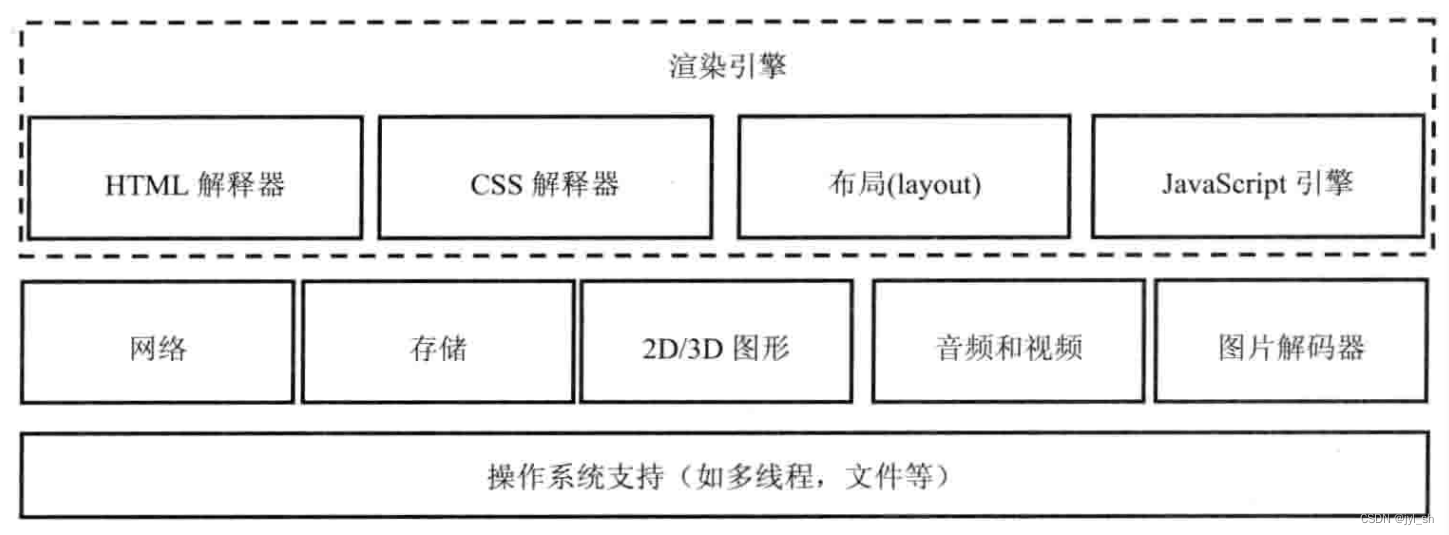 渲染引擎
HTML 解释器
CSS 解释器
布局(layout)
JavaScript 引擎
网络
存储
2D/3D 图形
音频和视频
图片解码器
操作系统支持（如多线程，文件等）
CSDN @jyl_sh